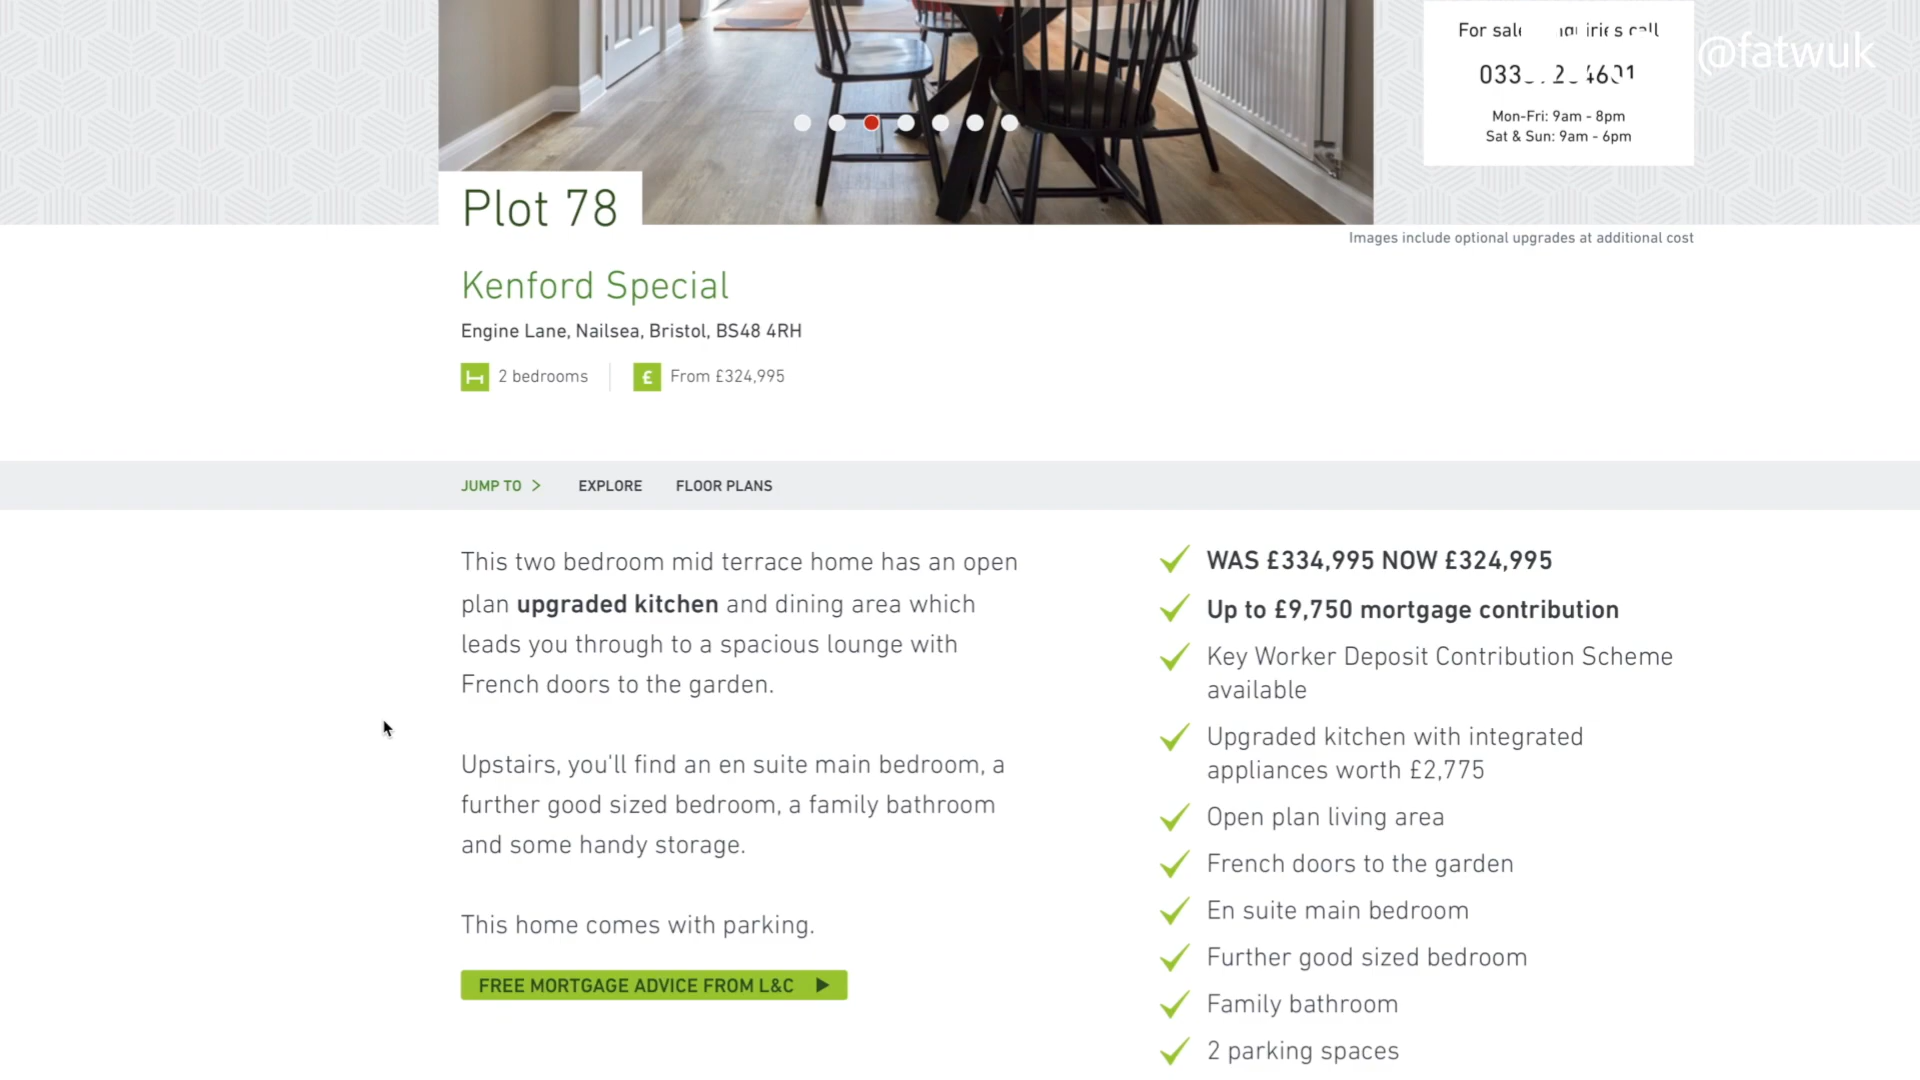 For sale call
@fatwuk
Mon-Fri: 9am - 8pm
Sat & Sun: 9am - 6pm
Plot 78
Images include optional upgrades at additional cost
Kenford Special
Engine Lane, Nailsea, Bristol, BS48 4RH
2 bedrooms
£ From £324,995
JUMP TO >
EXPLORE
FLOOR PLANS
This two bedroom mid terrace home has an open
plan upgraded kitchen and dining area which
leads you through to a spacious lounge with
French doors to the garden.
Upstairs, you'll find an en suite main bedroom, a
further good sized bedroom, a family bathroom
and some handy storage.
This home comes with parking.
FREE MORTGAGE ADVICE FROM L&C
WAS £334,995 NOW £324,995
Up to £9,750 mortgage contribution
Key Worker Deposit Contribution Scheme
available
Upgraded kitchen with integrated
appliances worth £2,775
Open plan living area
French doors to the garden
En suite main bedroom
Further good sized bedroom
Family bathroom
2 parking spaces